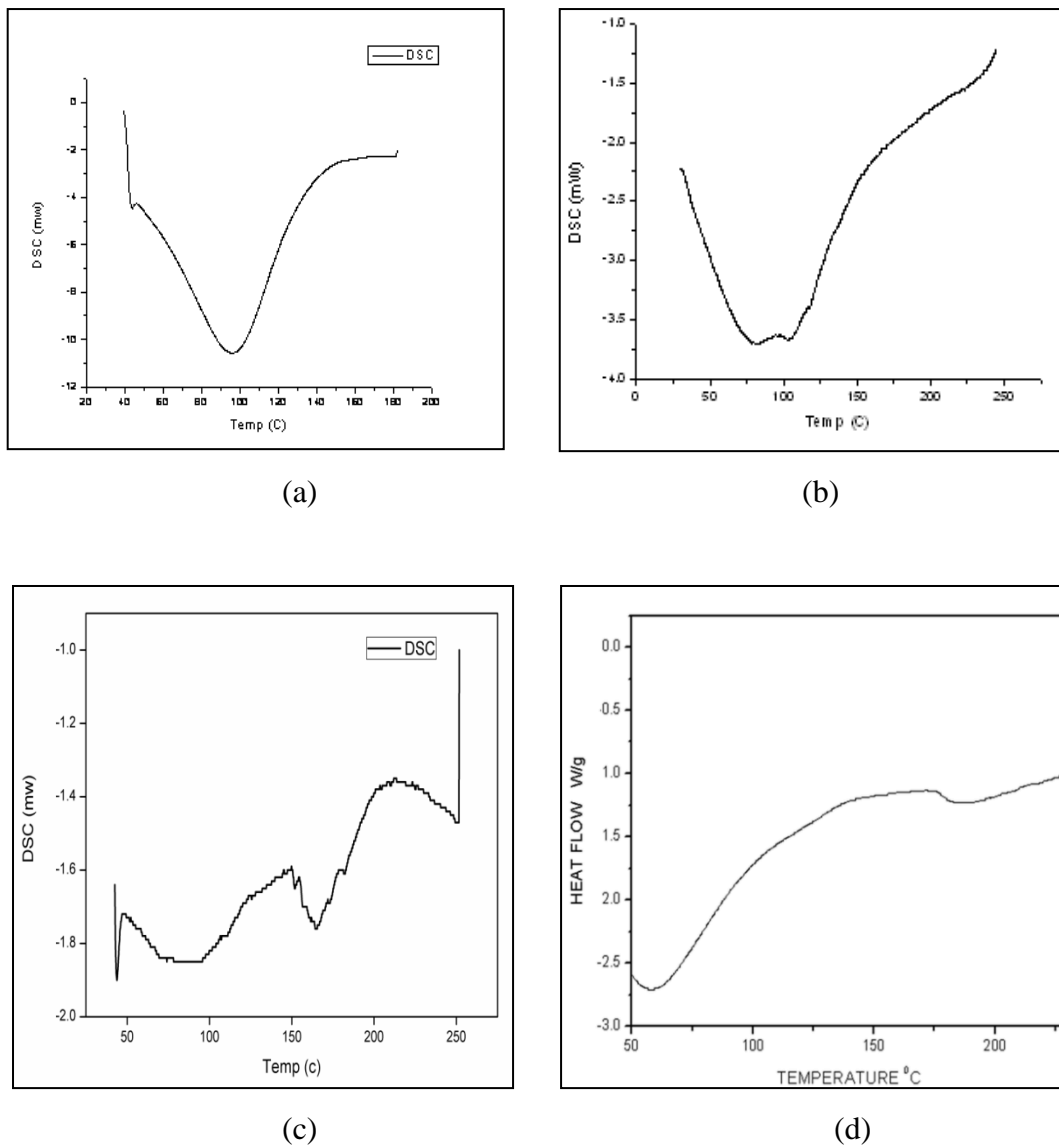 DSC
0
-2
-4
-6
-8
-10
-12
20 40 60 80 100 120 140 160 180 200
DSC (mw)
Temp (C)
(a)
-1.0
-1.5
-2.0
-2.5
-3.0
-3.5
-4.0
0 50 100 150 200 250
DSC (mW)
Temp (C)
(b)
DSC
-1.0
-1.2
-1.4
-1.6
-1.8
-2.0
50 100 150 200 250
DSC (mw)
Temp (c)
(c)
0.0
-0.5
1.0
1.5
2.0
-2.5
-3.0
50 100 150 200
HEAT FLOW W/g
TEMPERATURE ⁰C
(d)